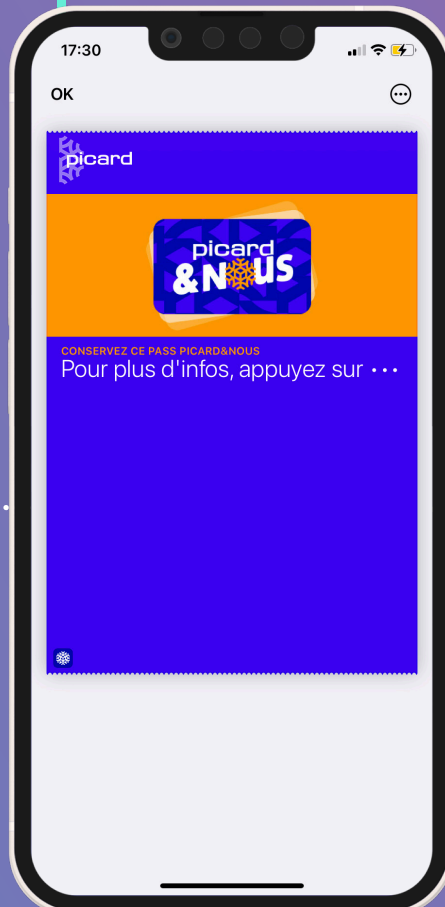 17:30
OK
picard
picard
&NOUS
CONSERVEZ CE PASS PICARD&NOUS
Pour plus d'infos, appuyez sur ···